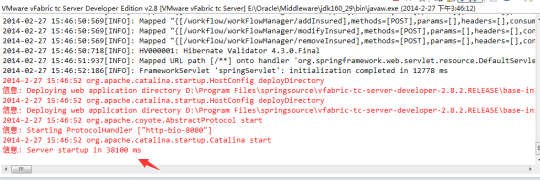 VMware vFabric tc Server Developer Edition v2.8 [VMware vFabric tc Server] E:\Oracle\Middleware\jdk160_29\bin\javaw.exe (2014-2-27 下午3:46:12)
2014-02-27 15:46:50:569[INFO]: Mapped "{[/workflow/workflowManager/addInsured],methods=[POST],params=[],headers=[],consum
2014-02-27 15:46:50:569[INFO]: Mapped "{[/workflow/workflowManager/modifyInsured],methods=[POST],params=[],headers=[],con
2014-02-27 15:46:50:569[INFO]: Mapped "{[/workflow/workflowManager/removeInsured],methods=[POST],params=[],headers=[],con
2014-02-27 15:46:50:718[INFO]: HV000001: Hibernate Validator 4.3.0.Final
2014-02-27 15:46:51:937[INFO]: Mapped URL path [/**] onto handler 'org.springframework.web.servlet.resource.DefaultServle
2014-02-27 15:46:52:186[INFO]: FrameworkServlet 'springServlet': initialization completed in 12778 ms
2014-2-27 15:46:52 org.apache.catalina.startup.HostConfig deployDirectory
信息: Deploying web application directory D:\Program Files\springsource\vfabric-tc-server-developer-2.8.2.RELEASE\base-in
2014-2-27 15:46:52 org.apache.catalina.startup.HostConfig deployDirectory
信息: Deploying web application directory D:\Program Files\springsource\vfabric-tc-server-developer-2.8.2.RELEASE\base-in
2014-2-27 15:46:52 org.apache.coyote.AbstractProtocol start
信息: Starting ProtocolHandler ["http-bio-8080"]
2014-2-27 15:46:52 org.apache.catalina.startup.Catalina start
信息: Server startup in 38100 ms